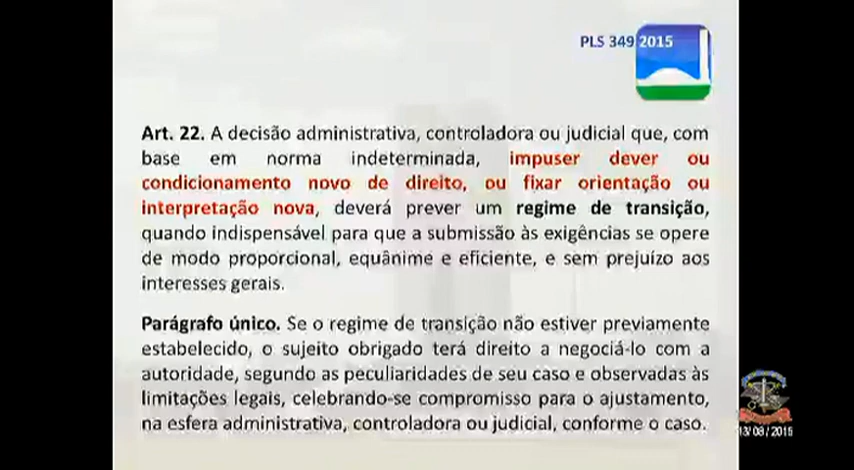 PLS 349 2015
Art. 22. A decisão administrativa, controladora ou judicial que, com
base em norma indeterminada, impuser dever ou
condicionamento novo de direito, ou fixar orientação ou
interpretação nova, deverá prever um regime de transição,
quando indispensável para que a submissão às exigências se opere
de modo proporcional, equânime e eficiente, e sem prejuízo aos
interesses gerais.
Parágrafo único. Se o regime de transição não estiver previamente
estabelecido, o sujeito obrigado terá direito a negociá-lo com a
autoridade, segundo as peculiaridades de seu caso e observadas às
limitações legais, celebrando-se compromisso para o ajustamento,
na esfera administrativa, controladora ou judicial, conforme o caso.
13/08/2015